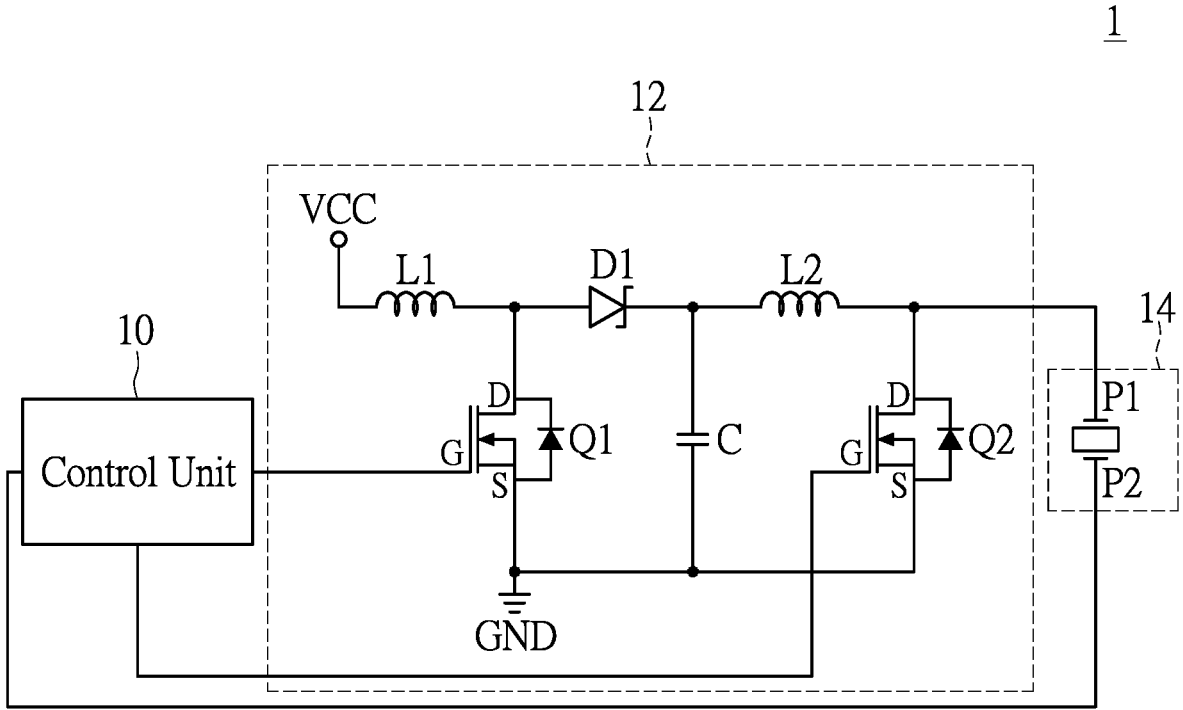 1
12
VCC
L1
D1
L2
14
10
D
D
P1
G
Q1
C
G
Q2
Control Unit
S
S
P2
GND